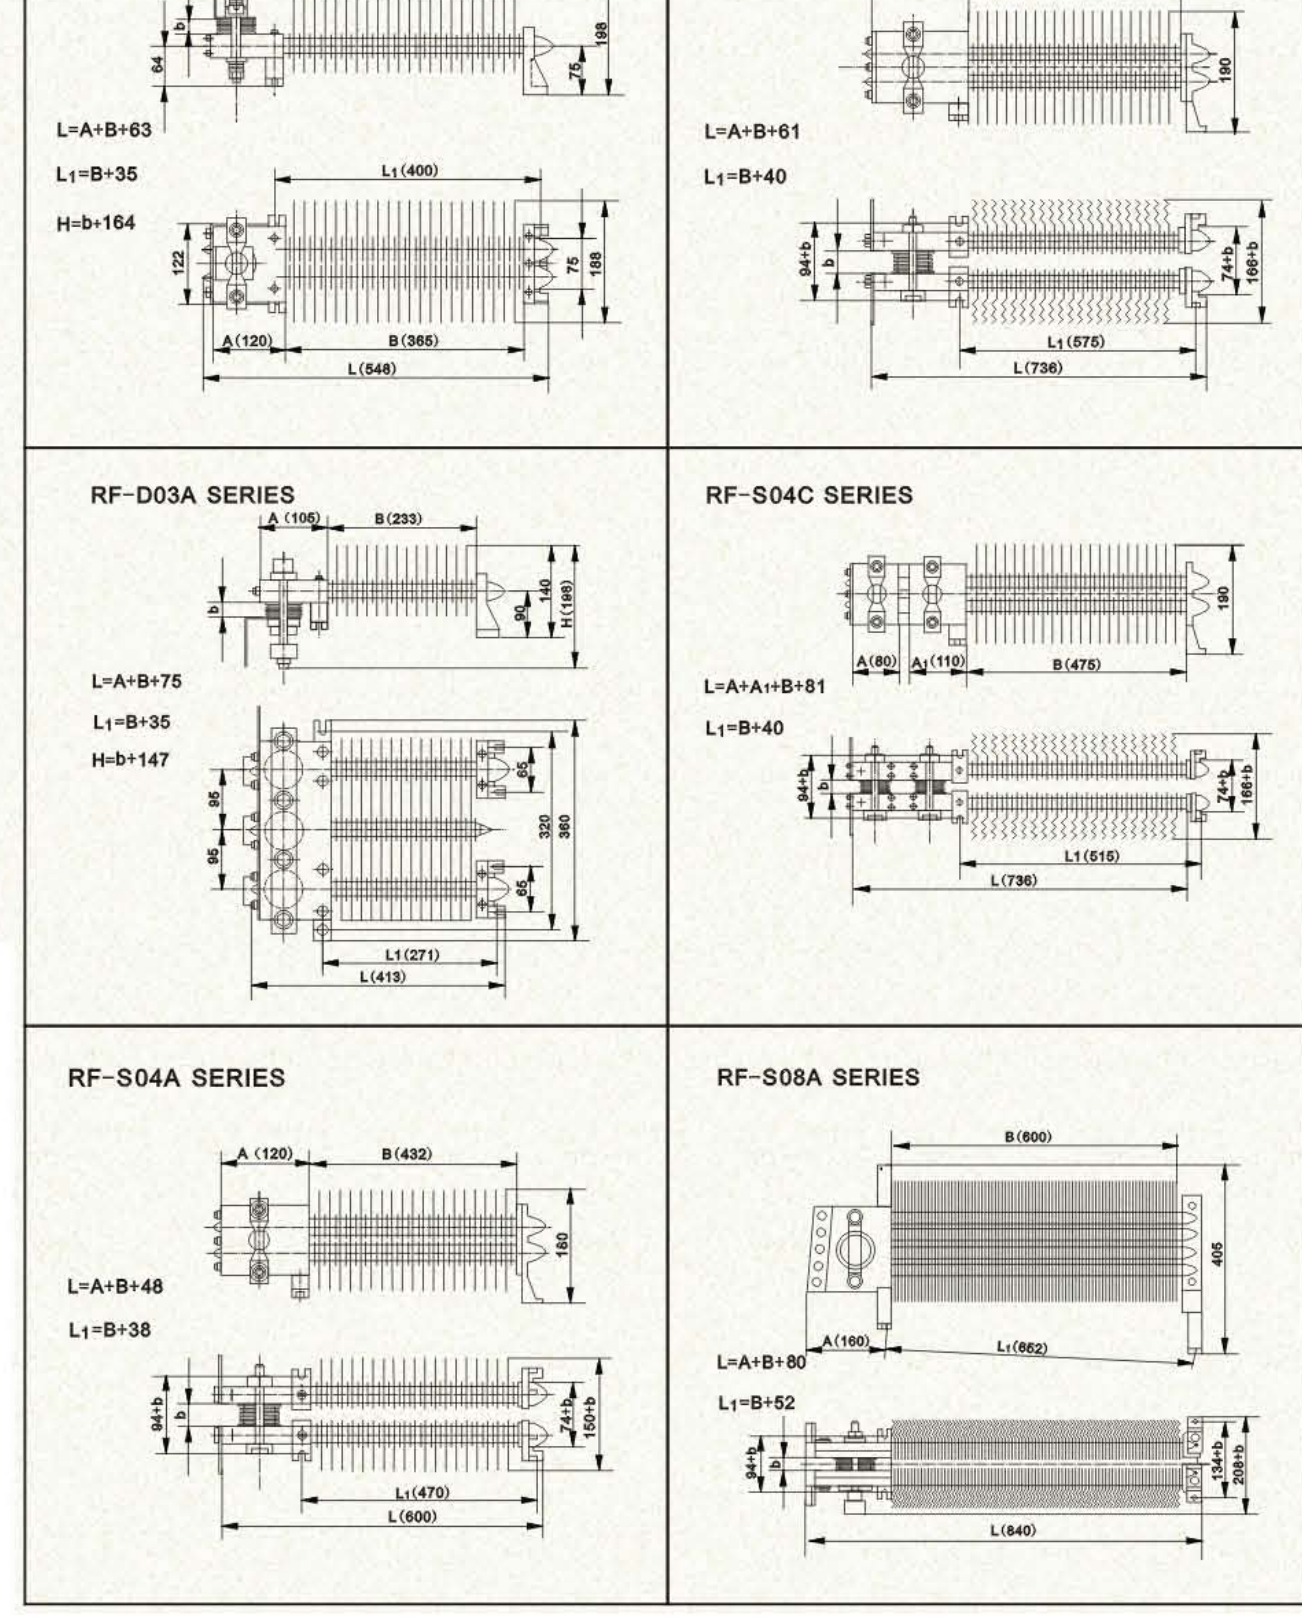 b
64
198
75
L=A+B+63
L1=B+35
H=b+164
L1(400)
122
75
188
A(120)
B(365)
L(548)
190
L=A+B+61
L1=B+40
94+b
b
74+b
166+b
L1(575)
L(736)
RF-D03A SERIES
A (105)
B(233)
b
90
140
H(198)
L=A+B+75
L1=B+35
H=b+147
95
95
65
65
320
360
L1(271)
L(413)
RF-S04C SERIES
190
A(80)
A1(110)
B(475)
L=A+A1+B+81
L1=B+40
94+b
b
74+b
166+b
L1(515)
L(736)
RF-S04A SERIES
A (120)
B(432)
160
L=A+B+48
L1=B+38
94+b
b
74+b
150+b
L1(470)
L(600)
RF-S08A SERIES
B(600)
405
A(160)
L1(652)
L=A+B+80
L1=B+52
94+b
b
134+b
208+b
L(840)